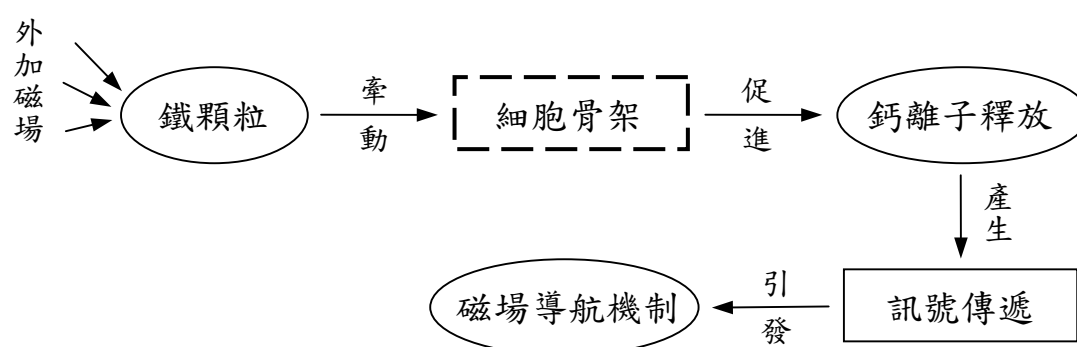 外加磁場
鐵顆粒
牽動
細胞骨架
促進
鈣離子釋放
產生
訊號傳遞
引發
磁場導航機制